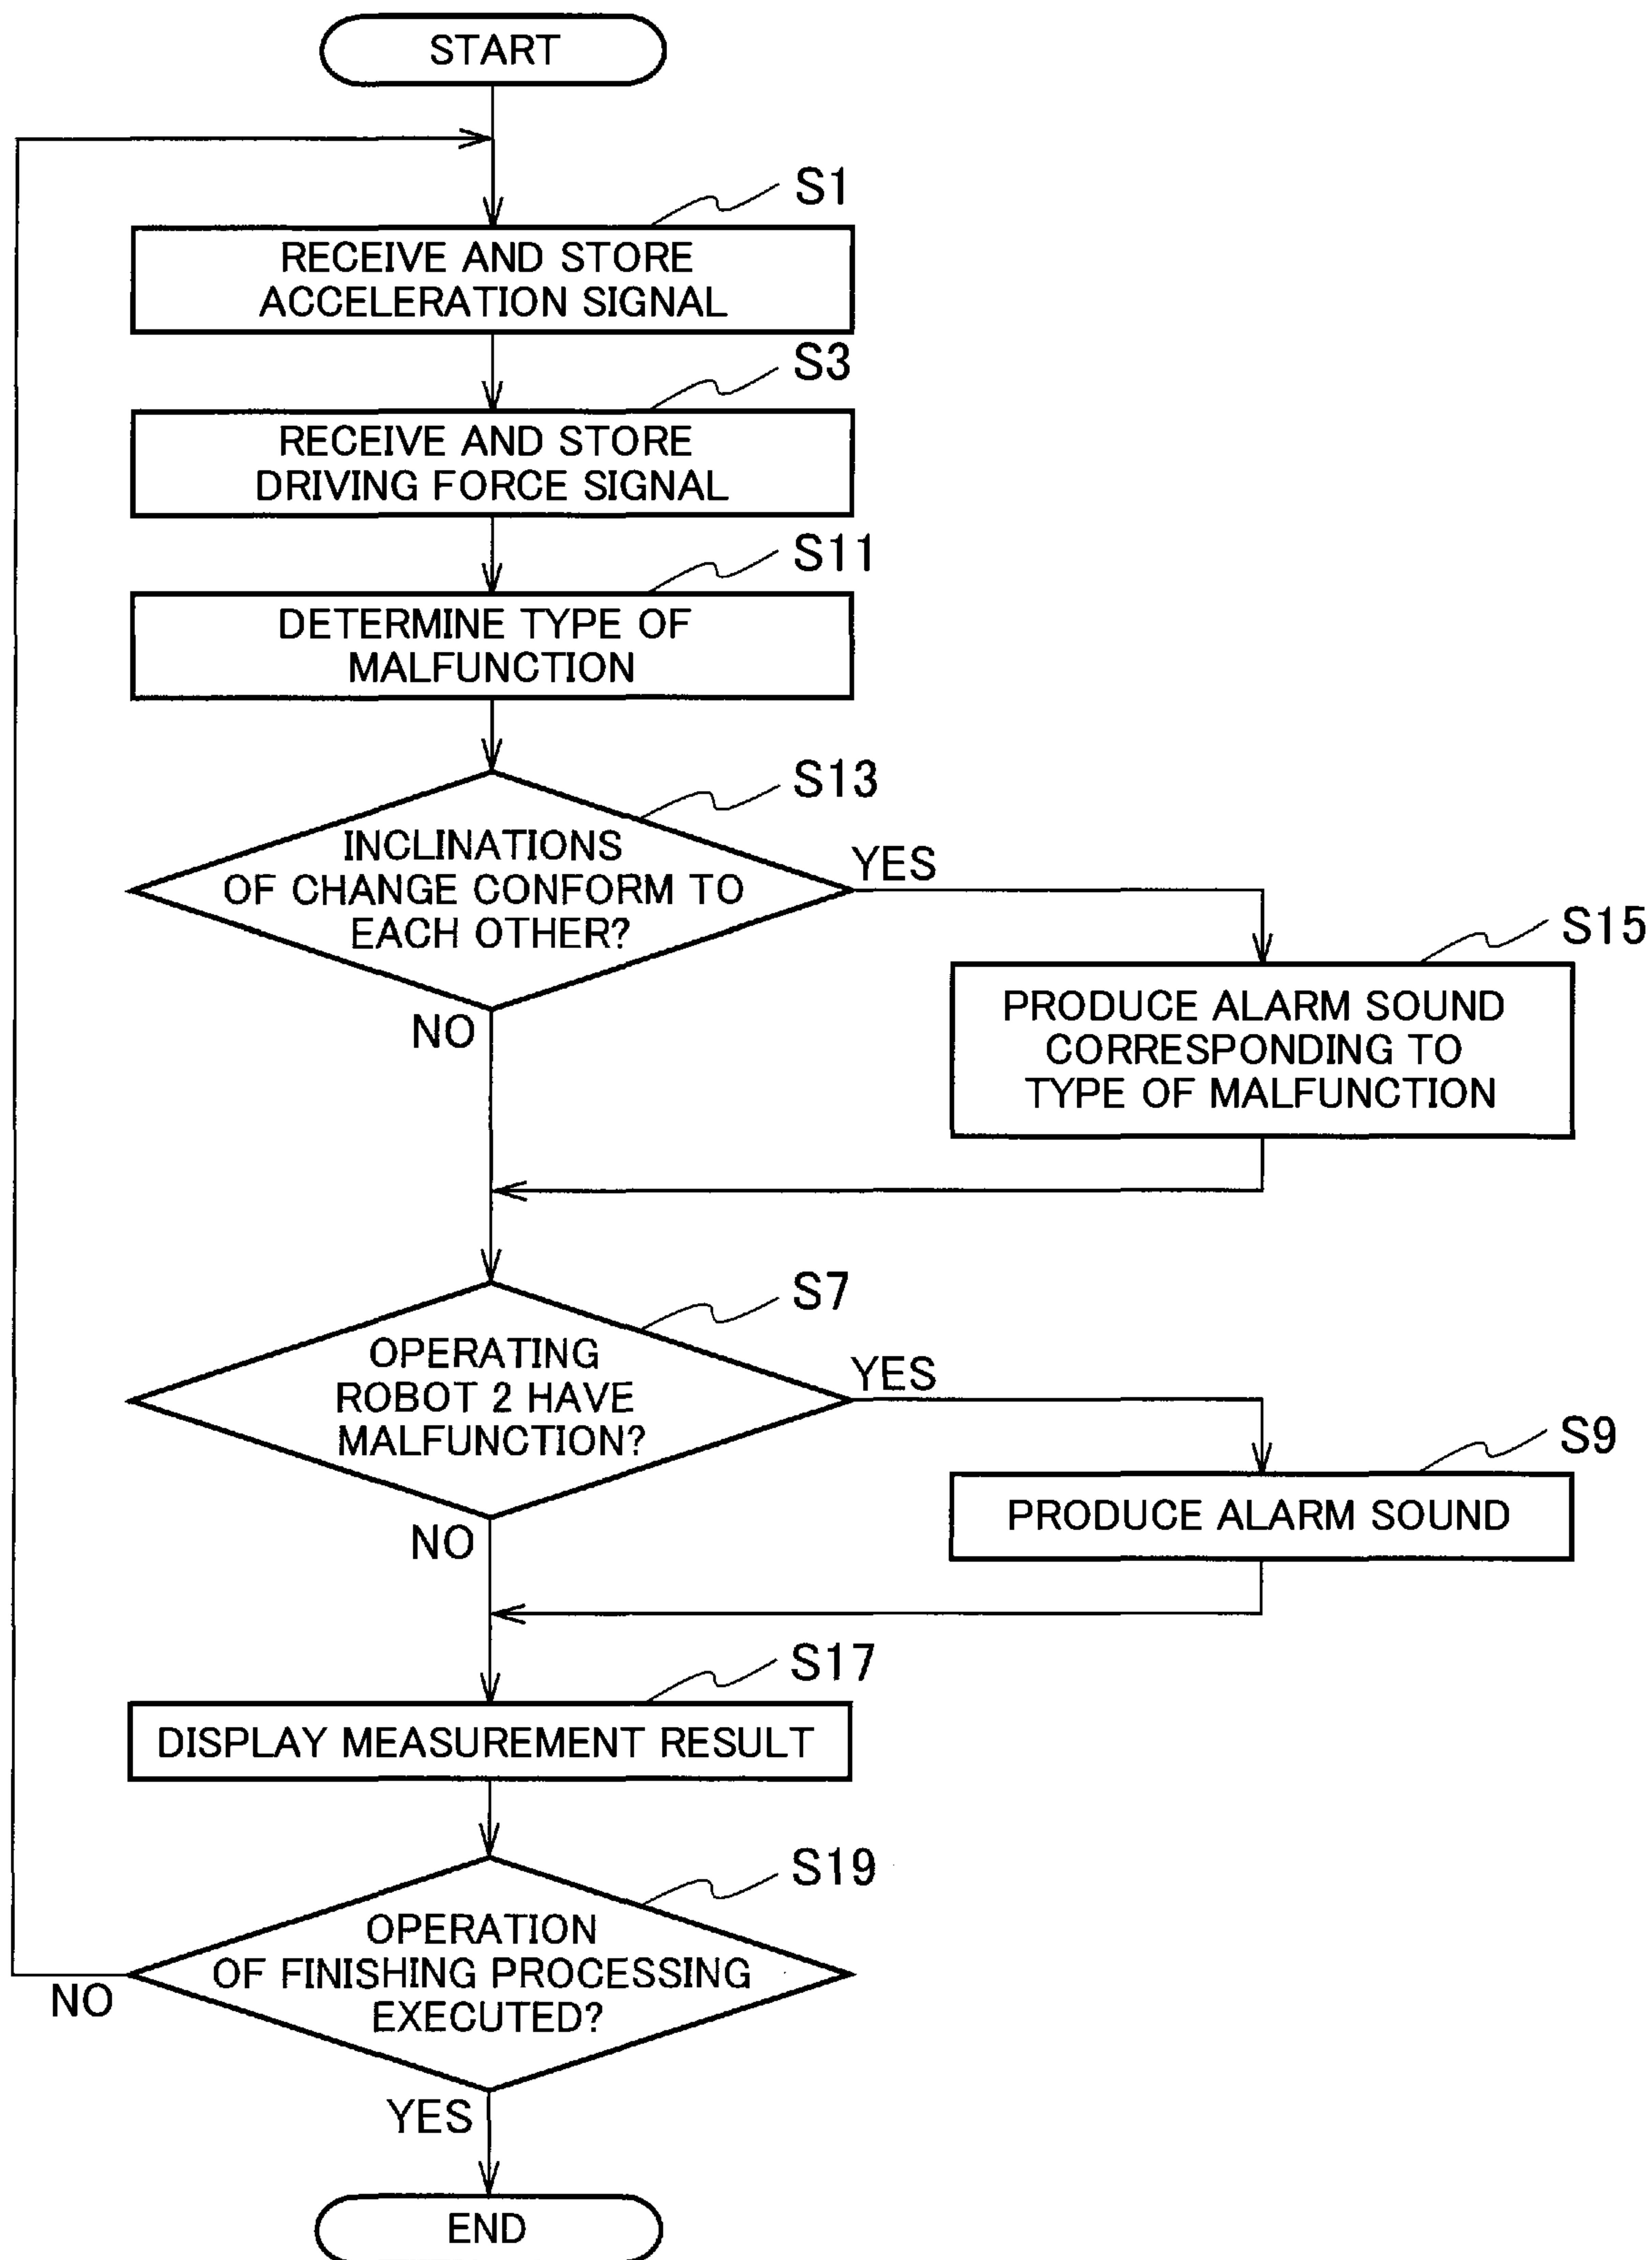 START
S1
RECEIVE AND STORE
ACCELERATION SIGNAL
S3
RECEIVE AND STORE
DRIVING FORCE SIGNAL
S11
DETERMINE TYPE OF
MALFUNCTION
S13
INCLINATIONS
OF CHANGE CONFORM TO
EACH OTHER?
YES
NO
S15
PRODUCE ALARM SOUND
CORRESPONDING TO
TYPE OF MALFUNCTION
S7
OPERATING
ROBOT 2 HAVE
MALFUNCTION?
YES
NO
S9
PRODUCE ALARM SOUND
S17
DISPLAY MEASUREMENT RESULT
S19
OPERATION
OF FINISHING PROCESSING
EXECUTED?
NO
YES
END